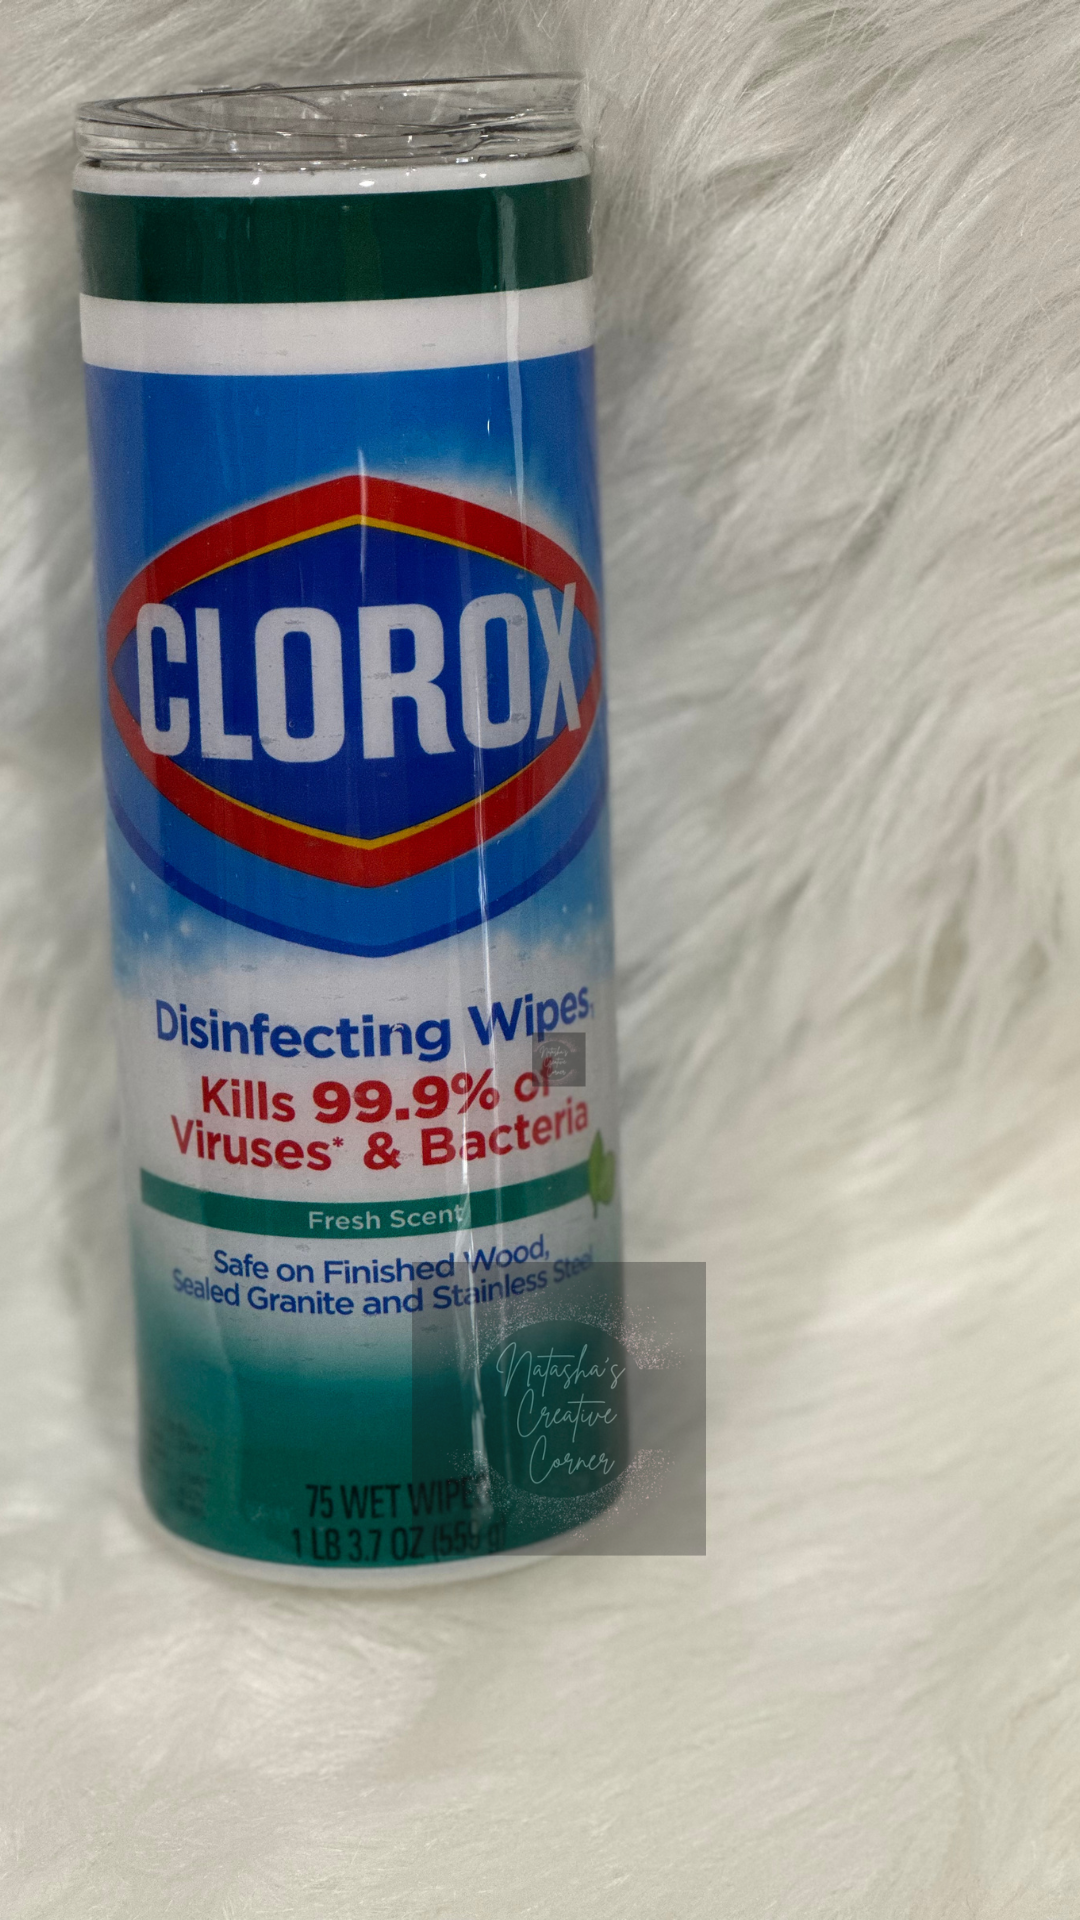 CLOROX
Disinfecting Wipes
Kills 99.9% of
Viruses* & Bacteria
Fresh Scent
Safe on Finished Wood,
Sealed Granite and Stainless Steel
Natasha's
Creative
Corner
75 WET WIPES
1 LB 3.7 OZ (559 g)